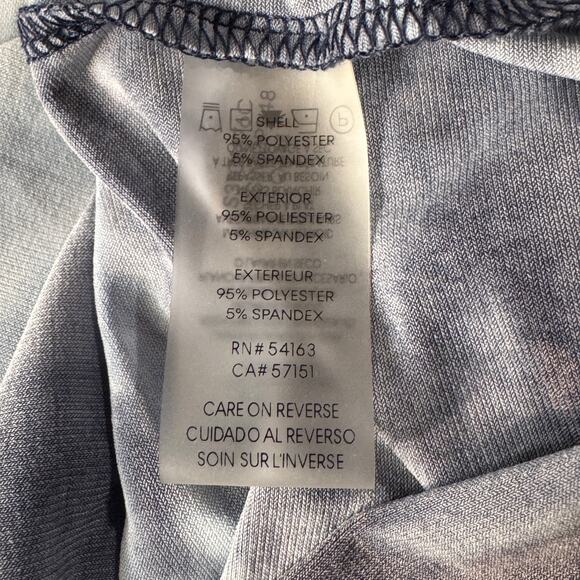 SHELL
95% POLYESTER
5% SPANDEX
EXTERIOR
95% POLIESTER
5% SPANDEX
EXTERIEUR
95% POLYESTER
5% SPANDEX
RN# 54163
CA# 57151
CARE ON REVERSE
CUIDADO AL REVERSO
SOIN SUR L'INVERSE